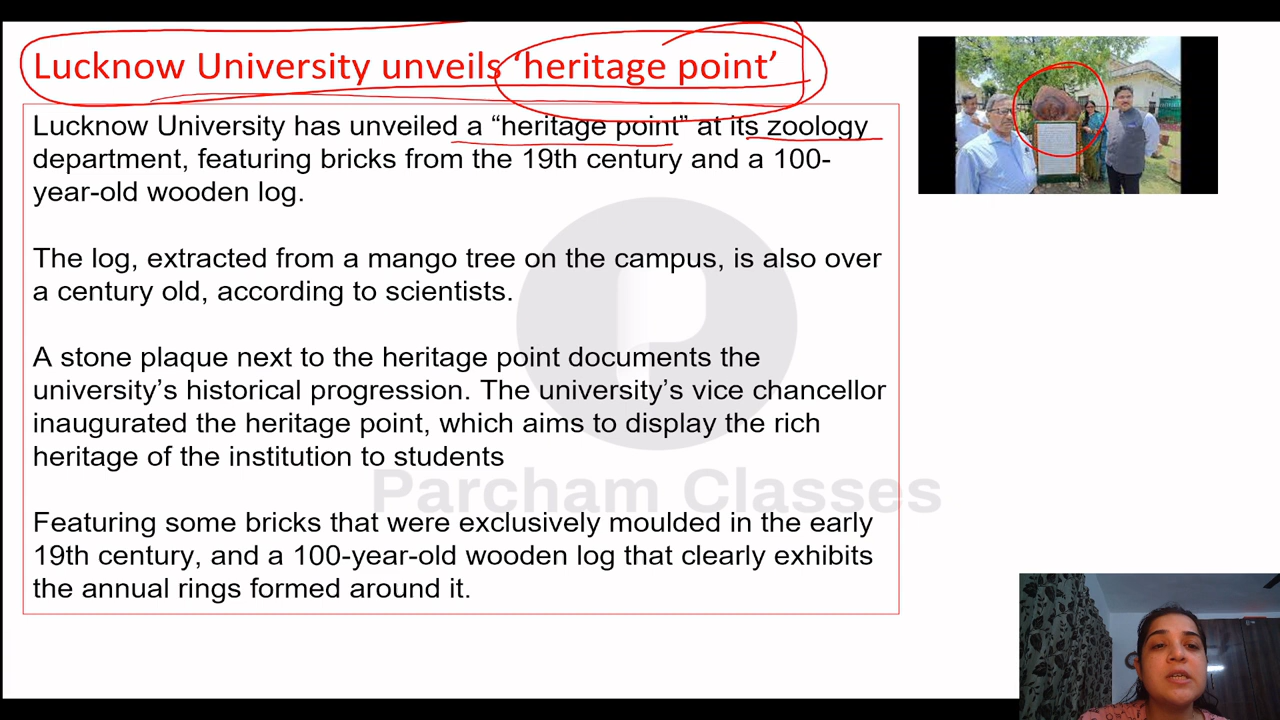 Lucknow University unveils ‘heritage point’
Lucknow University has unveiled a “heritage point” at its zoology
department, featuring bricks from the 19th century and a 100-
year-old wooden log.
The log, extracted from a mango tree on the campus, is also over
a century old, according to scientists.
A stone plaque next to the heritage point documents the
university’s historical progression. The university’s vice chancellor
inaugurated the heritage point, which aims to display the rich
heritage of the institution to students
Parcham Classes
Featuring some bricks that were exclusively moulded in the early
19th century, and a 100-year-old wooden log that clearly exhibits
the annual rings formed around it.